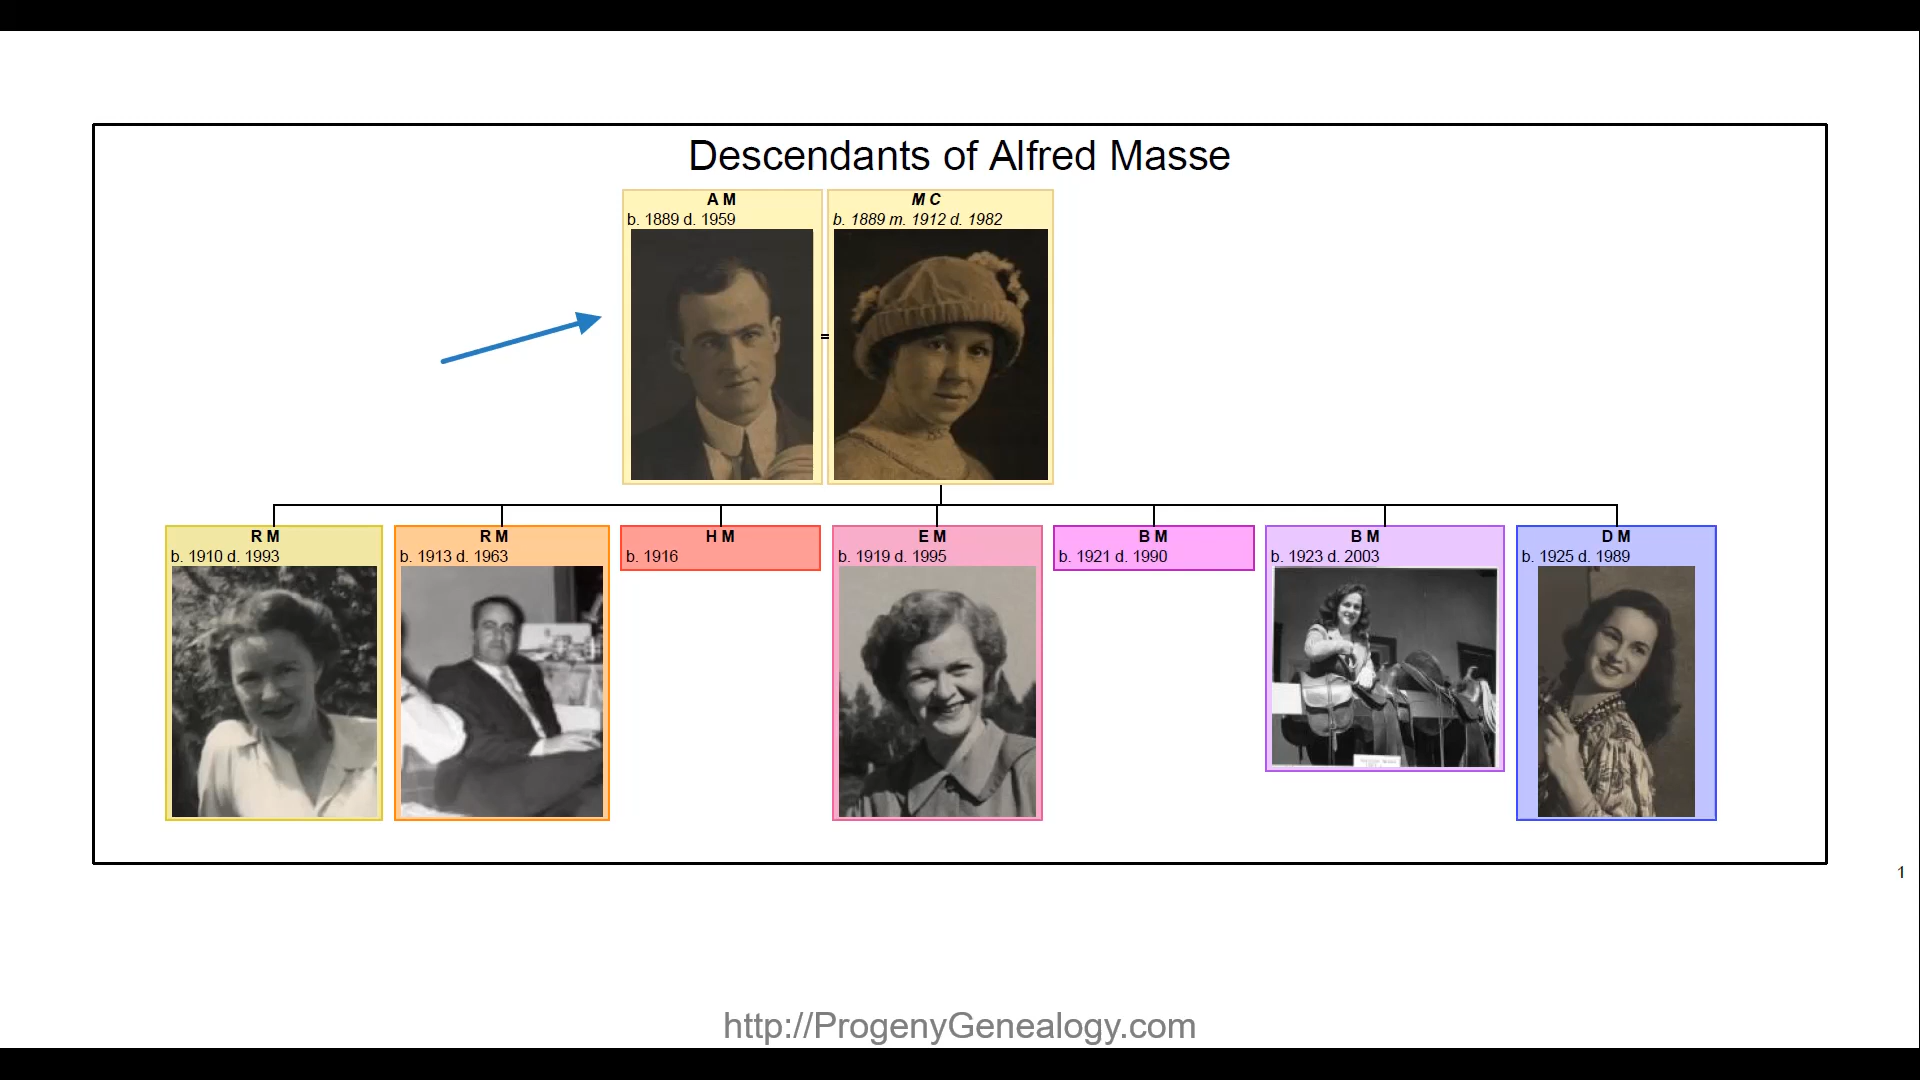 Descendants of Alfred Masse
A M
b. 1889 d. 1959
M C
b. 1889 m. 1912 d. 1982
=
R M
b. 1910 d. 1993
R M
b. 1913 d. 1963
H M
b. 1916
E M
b. 1919 d. 1995
B M
b. 1921 d. 1990
B M
b. 1923 d. 2003
D M
b. 1925 d. 1989
1
http://ProgenyGenealogy.com